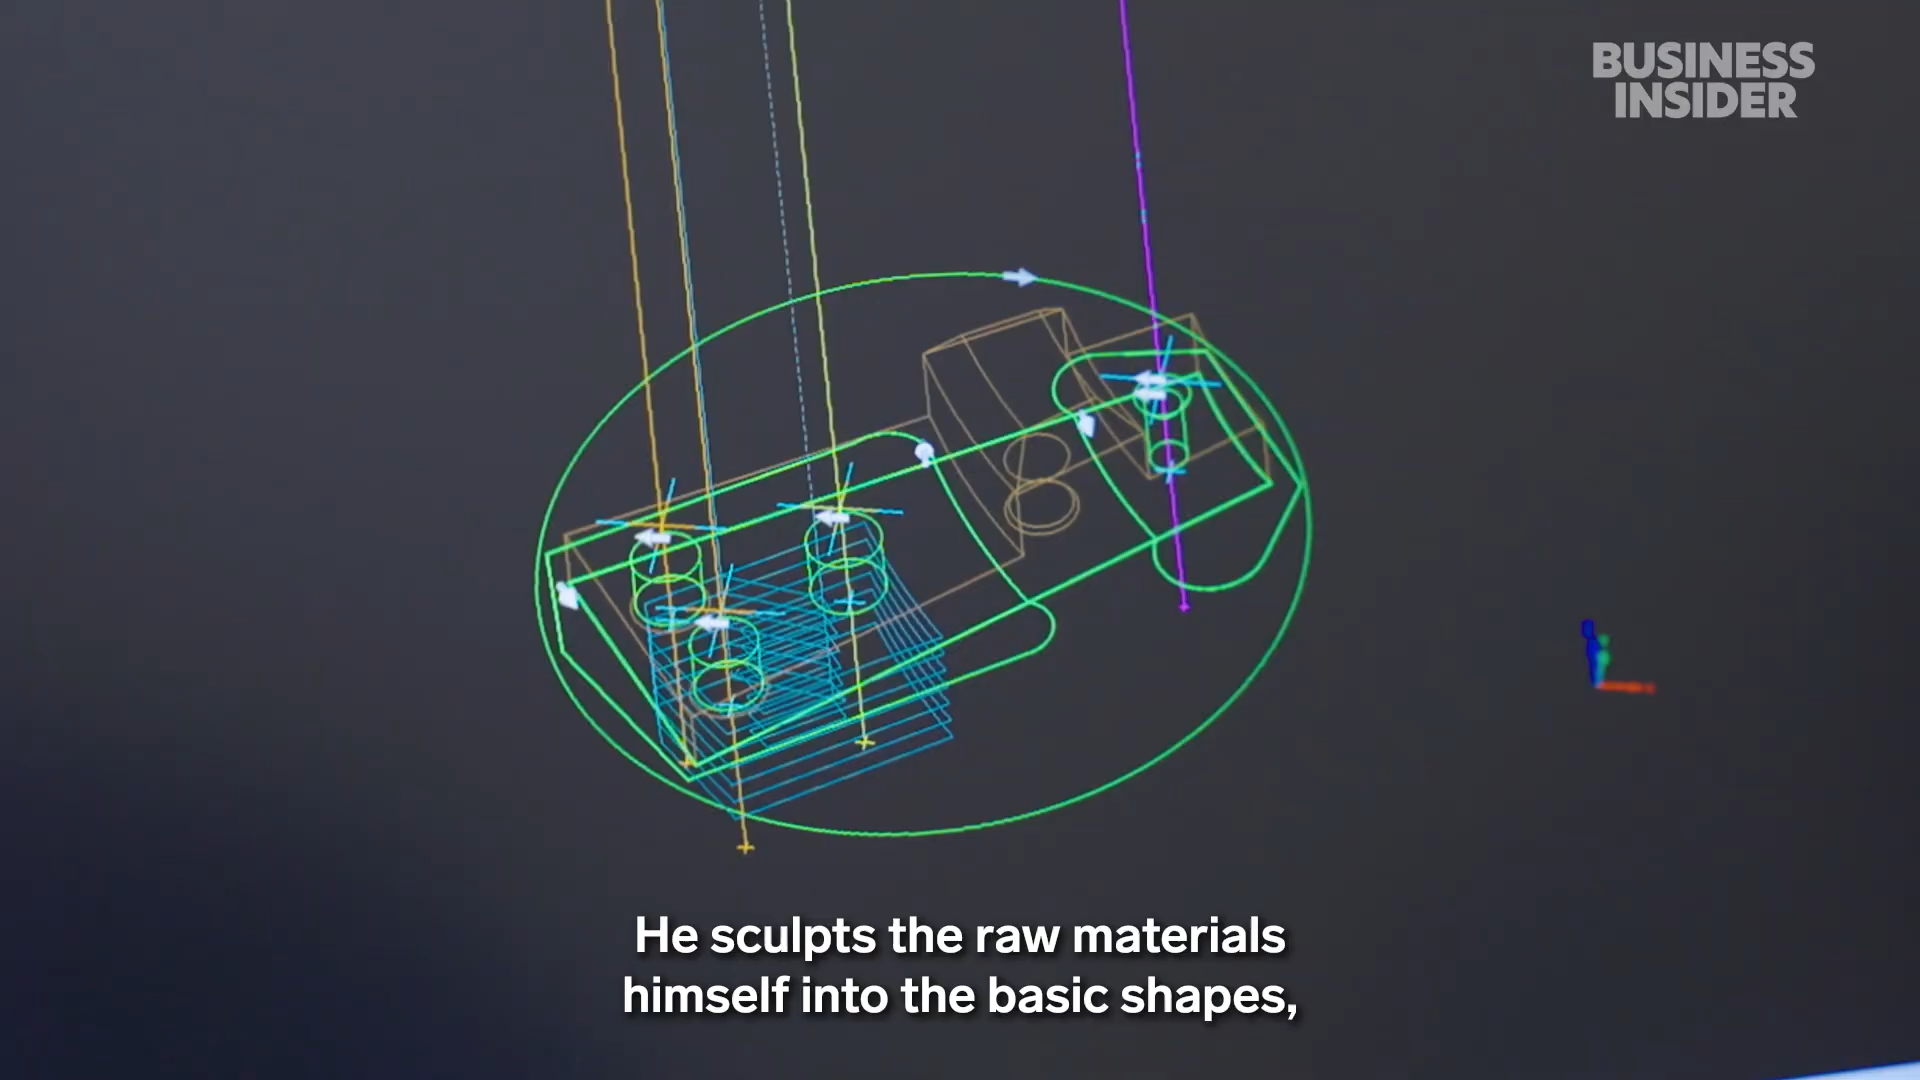 BUSINESS
INSIDER
He sculpts the raw materials
himself into the basic shapes,